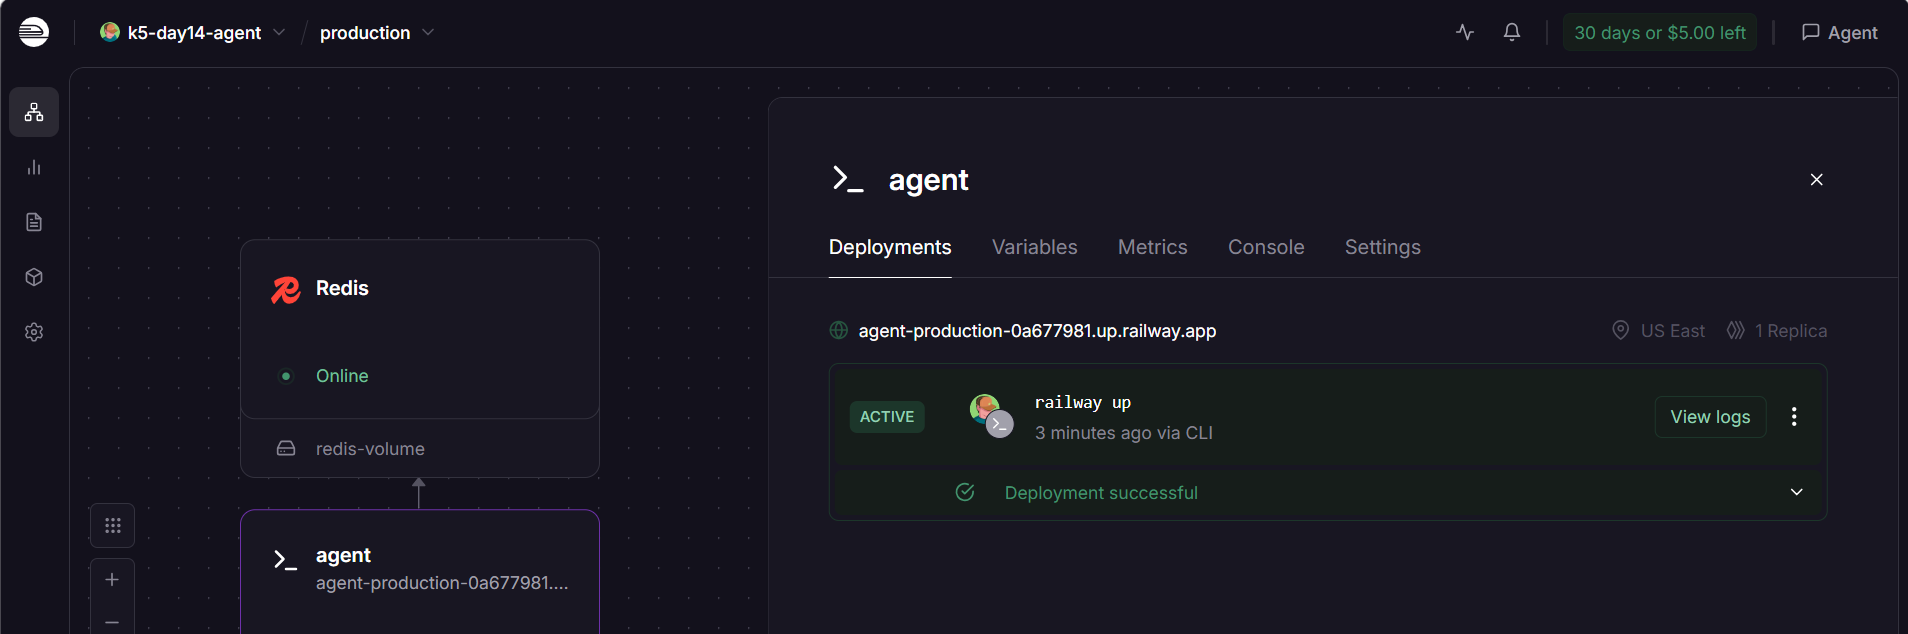 k5-day14-agent / production
30 days or $5.00 left
Agent
Redis
Online
redis-volume
agent
agent-production-0a677981....
agent
Deployments Variables Metrics Console Settings
agent-production-0a677981.up.railway.app
US East 1 Replica
ACTIVE
railway up
3 minutes ago via CLI
View logs
Deployment successful